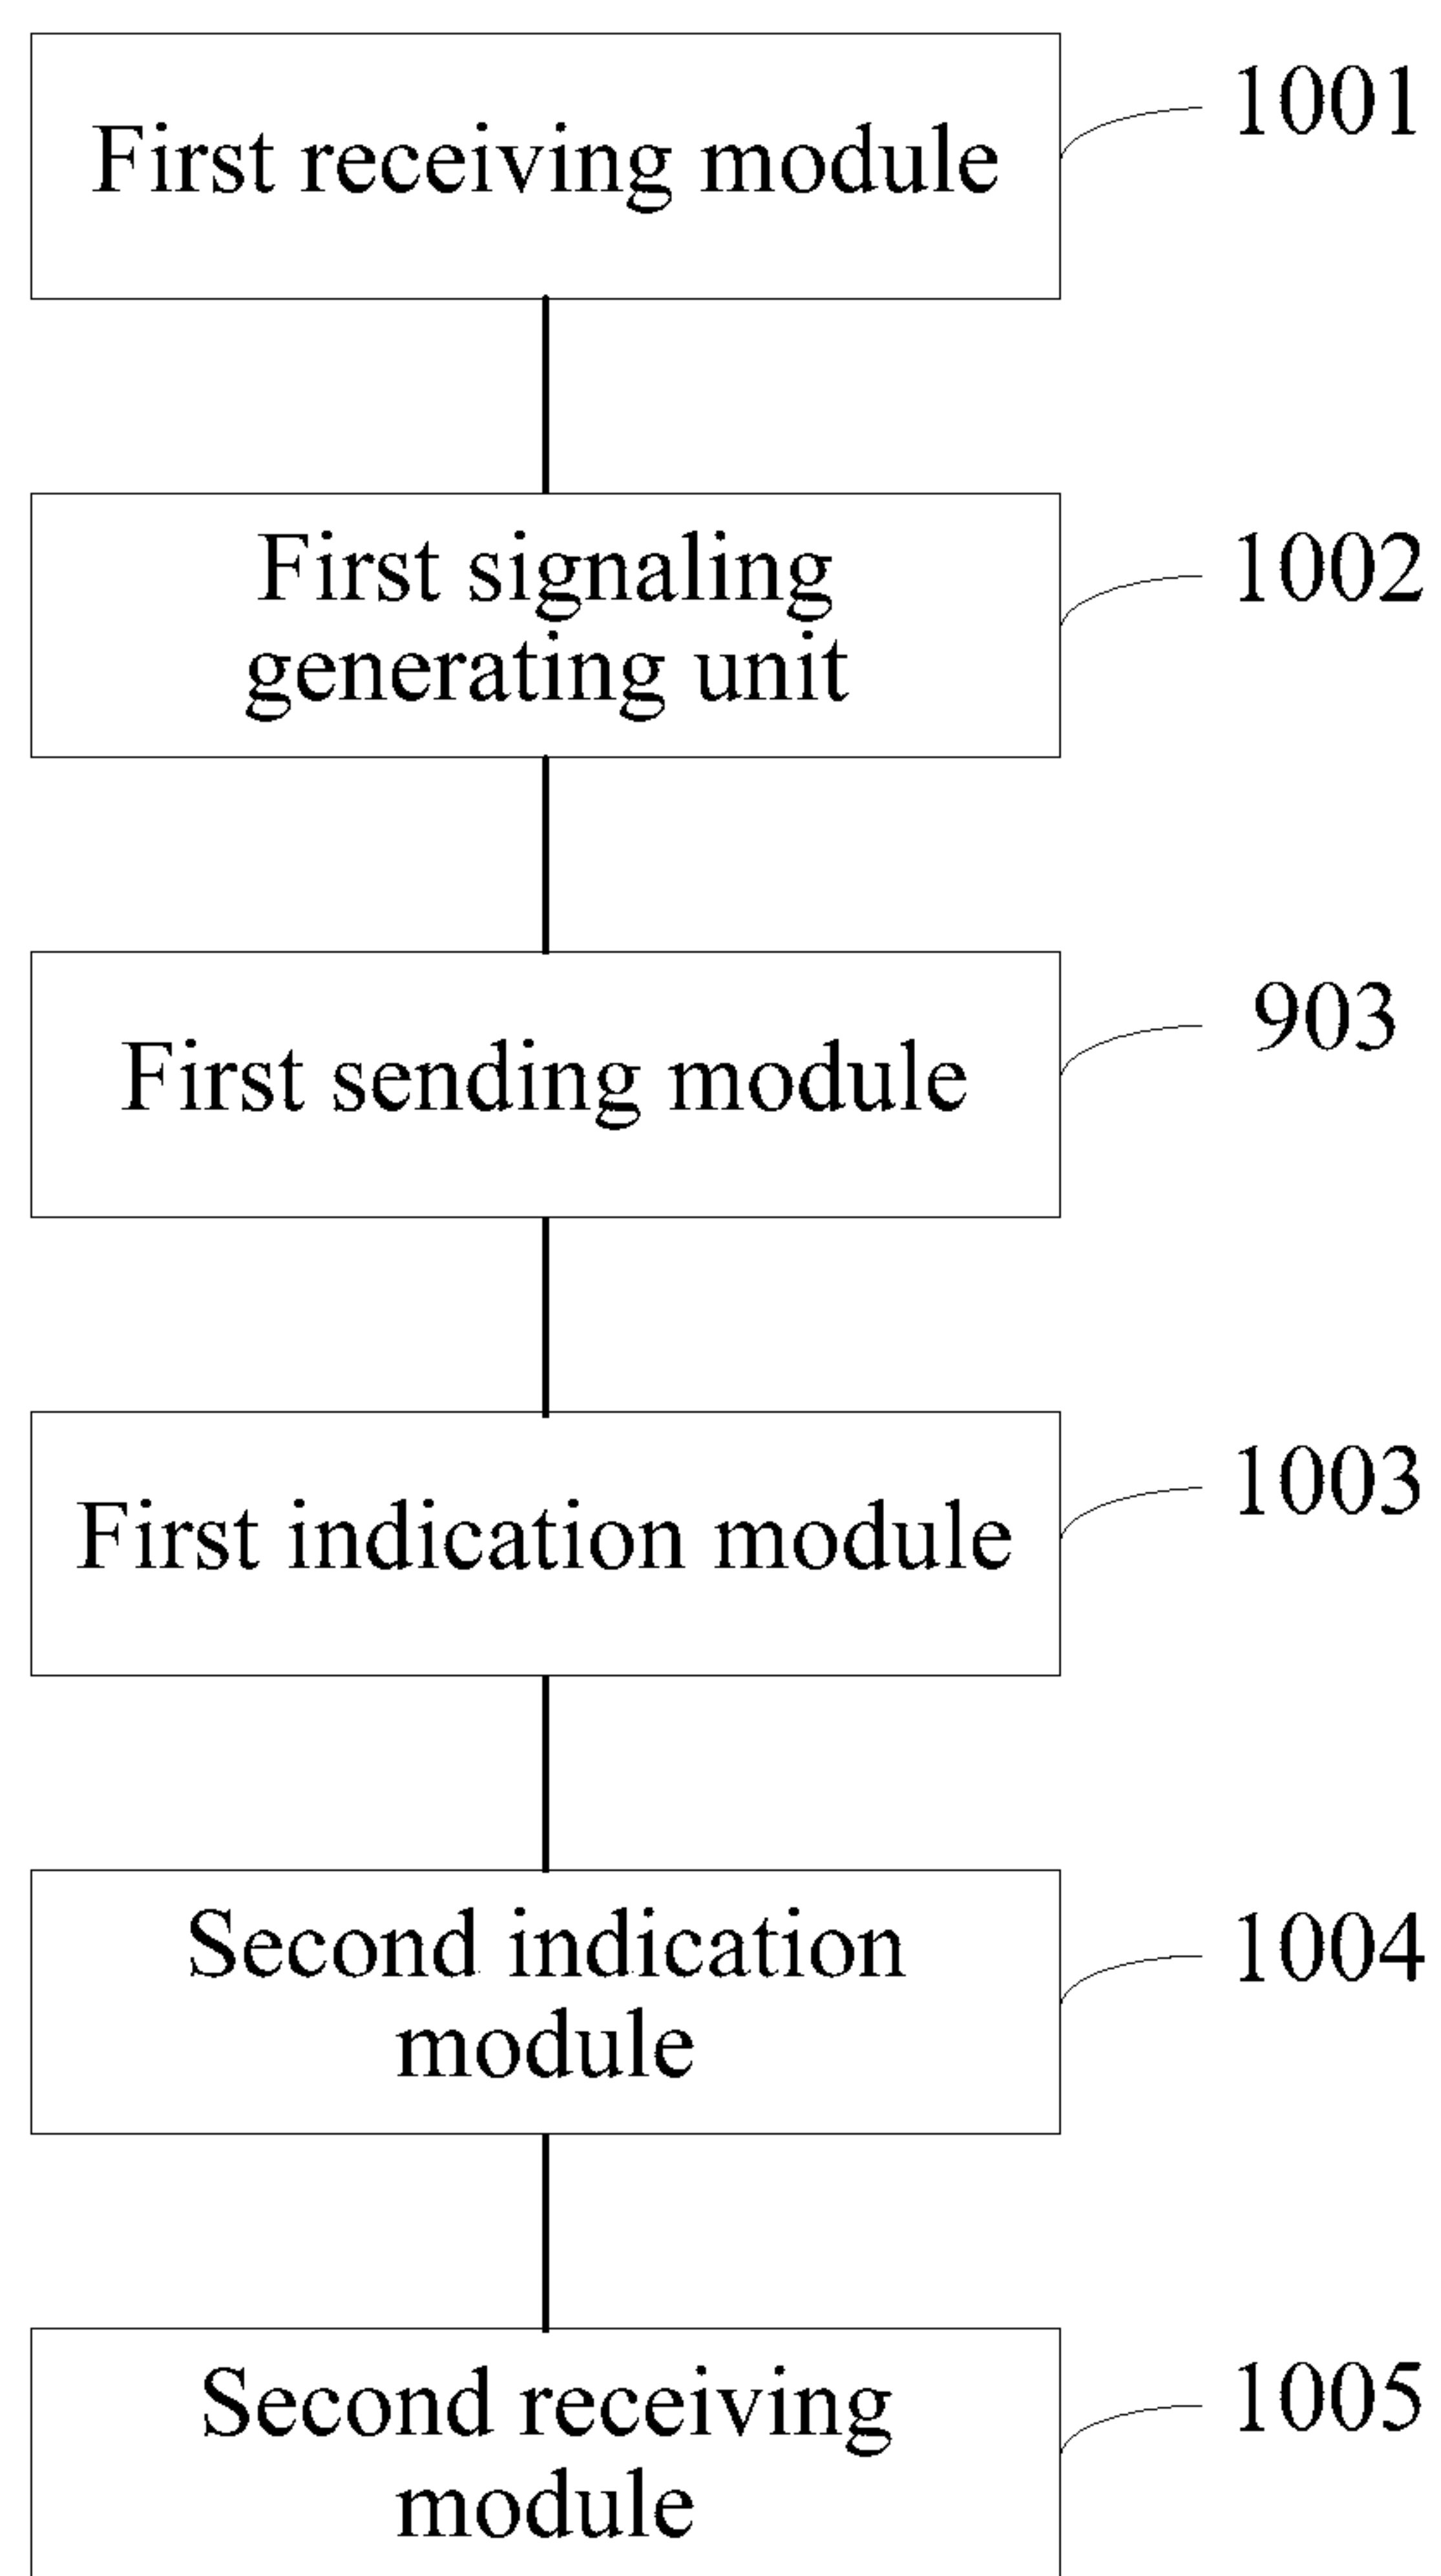 First receiving module
1001
First signaling
generating unit
1002
First sending module
903
First indication module
1003
Second indication
module
1004
Second receiving
module
1005